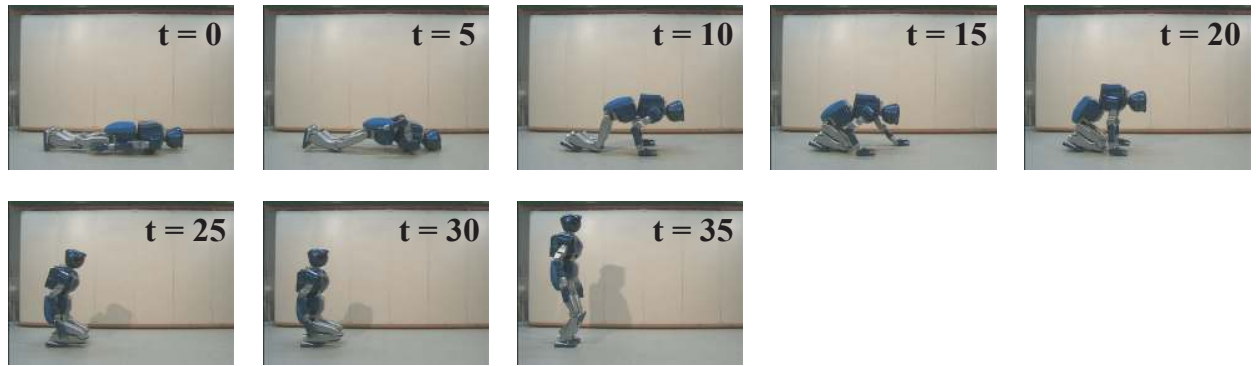 t = 0
t = 5
t = 10
t = 15
t = 20
t = 25
t = 30
t = 35